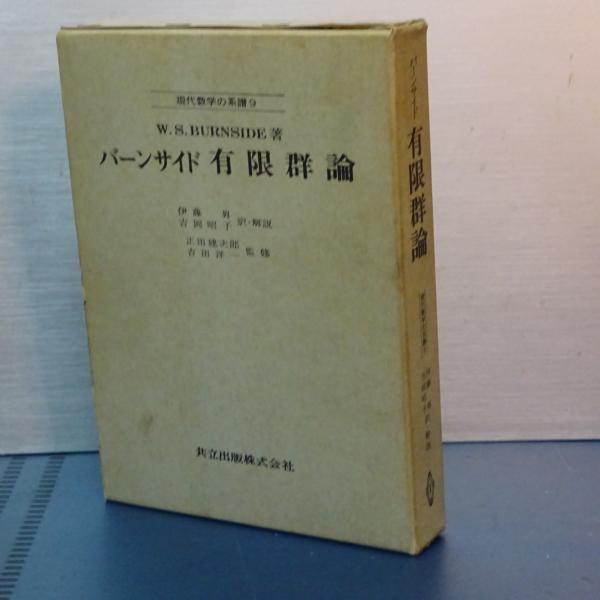 現代数学の系譜 9
W. S. BURNSIDE 著
バーンサイド 有限群論
伊藤 昇
吉岡昭子 訳・解説
正田建次郎
吉田洋一 監修
共立出版株式会社
バーンサイド 有限群論